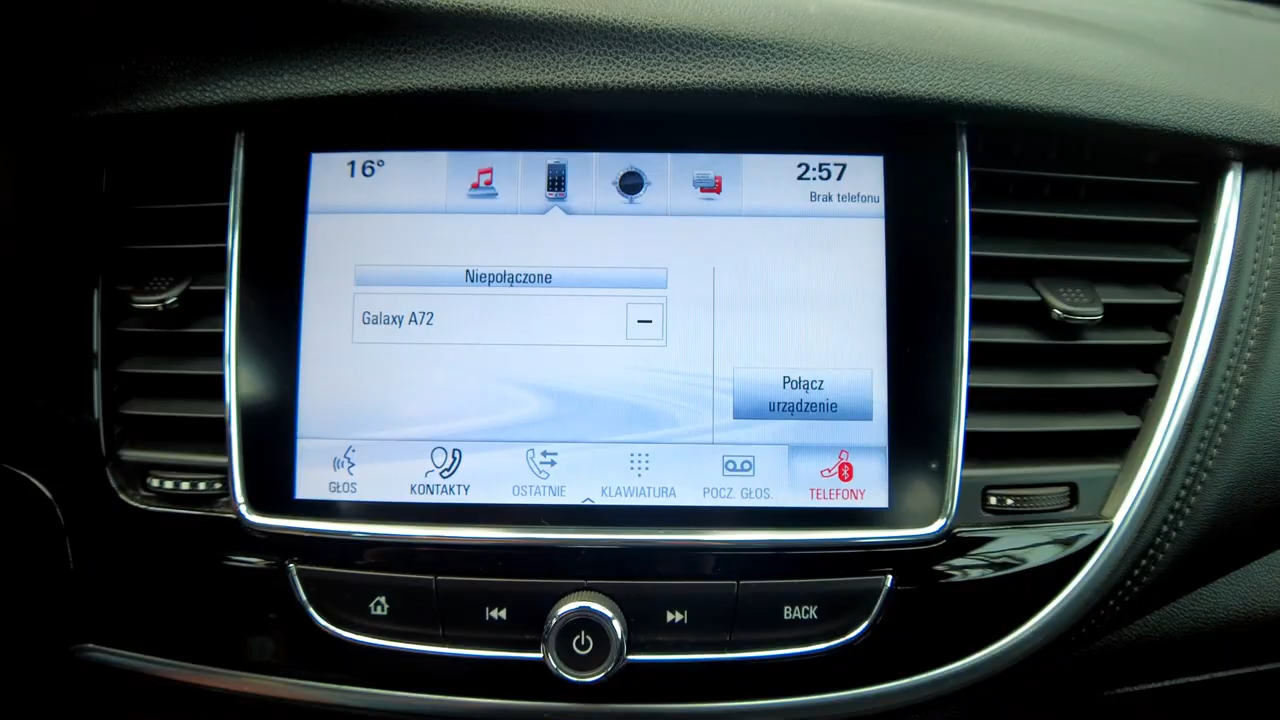 16°
2:57
Brak telefonu
Niepołączone
Galaxy A72
Połącz
urządzenie
GŁOS
KONTAKTY
OSTATNIE
KLAWIATURA
POCZ. GŁOS.
TELEFONY
BACK